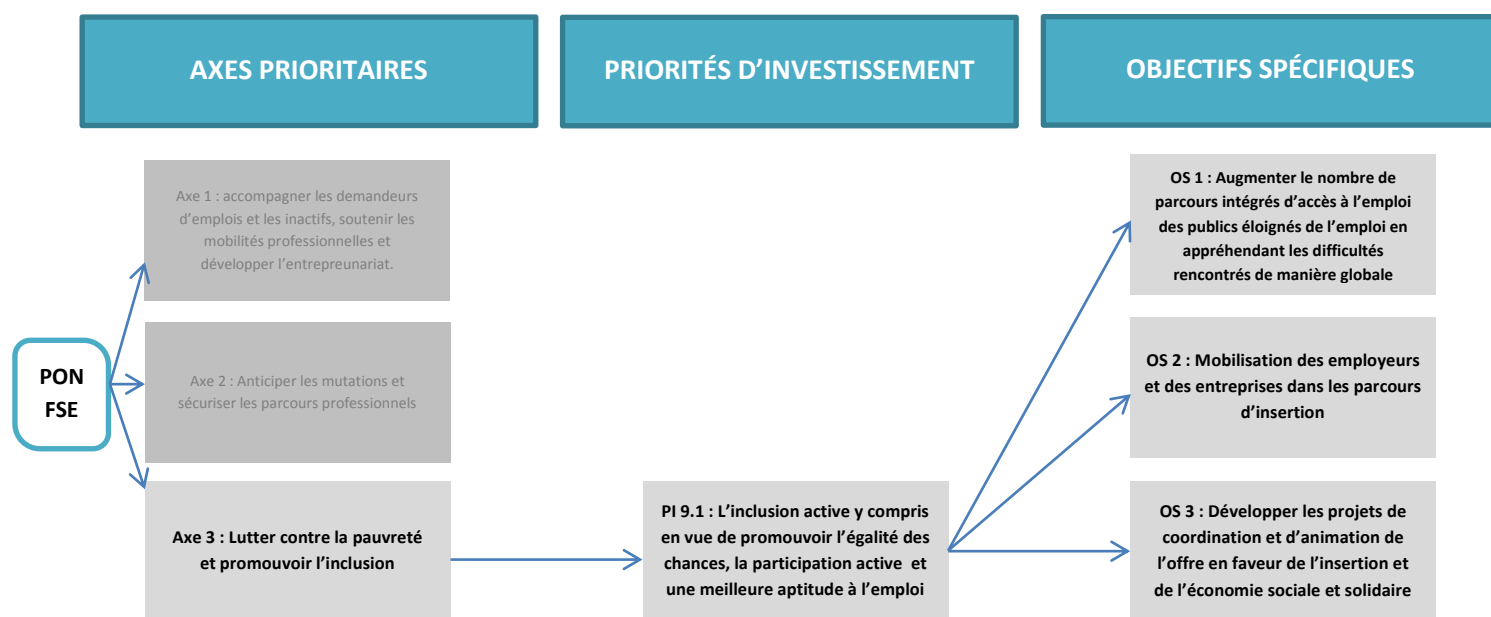 AXES PRIORITAIRES
PRIORITÉS D’INVESTISSEMENT
OBJECTIFS SPÉCIFIQUES
PON
FSE
Axe 1 : accompagner les demandeurs
d’emplois et les inactifs, soutenir les
mobilités professionnelles et
développer l’entrepreunariat.
Axe 2 : Anticiper les mutations et
sécuriser les parcours professionnels
Axe 3 : Lutter contre la pauvreté
et promouvoir l’inclusion
PI 9.1 : L’inclusion active y compris
en vue de promouvoir l’égalité des
chances, la participation active et
une meilleure aptitude à l’emploi
OS 1 : Augmenter le nombre de
parcours intégrés d’accès à l’emploi
des publics éloignés de l’emploi en
appréhendant les difficultés
rencontrés de manière globale
OS 2 : Mobilisation des employeurs
et des entreprises dans les parcours
d’insertion
OS 3 : Développer les projets de
coordination et d’animation de
l’offre en faveur de l’insertion et
de l’économie sociale et solidaire